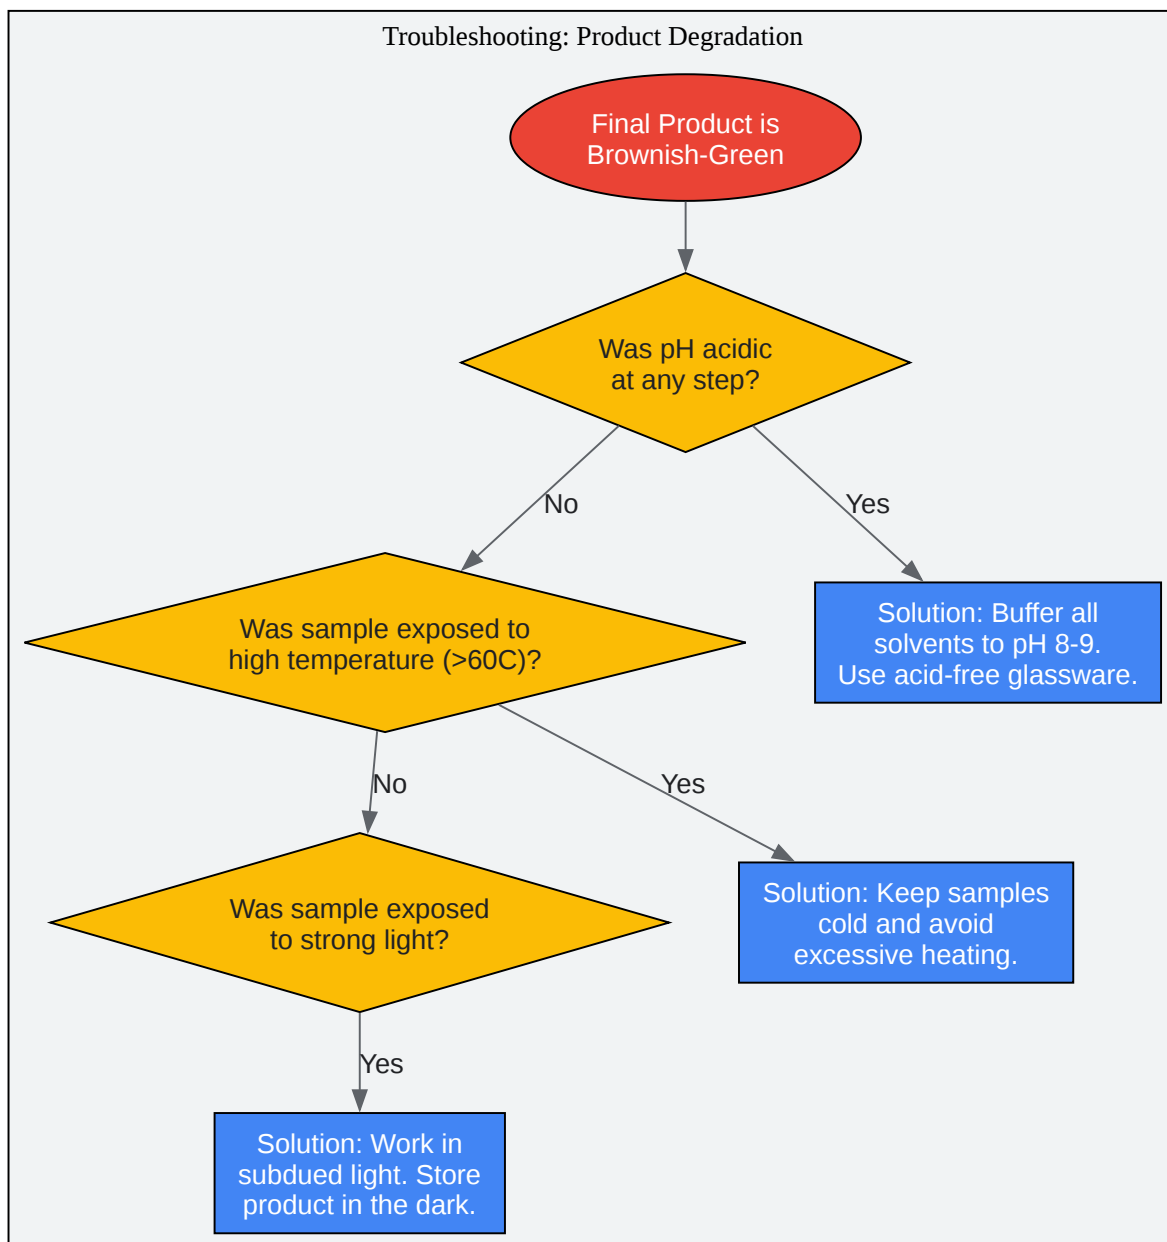 Troubleshooting: Product Degradation
Final Product is
Brownish-Green
Was pH acidic
at any step?
No
Yes
Was sample exposed to
high temperature (>60C)?
Solution: Buffer all
solvents to pH 8-9.
Use acid-free glassware.
No
Yes
Was sample exposed
to strong light?
Solution: Keep samples
cold and avoid
excessive heating.
Yes
Solution: Work in
subdued light. Store
product in the dark.